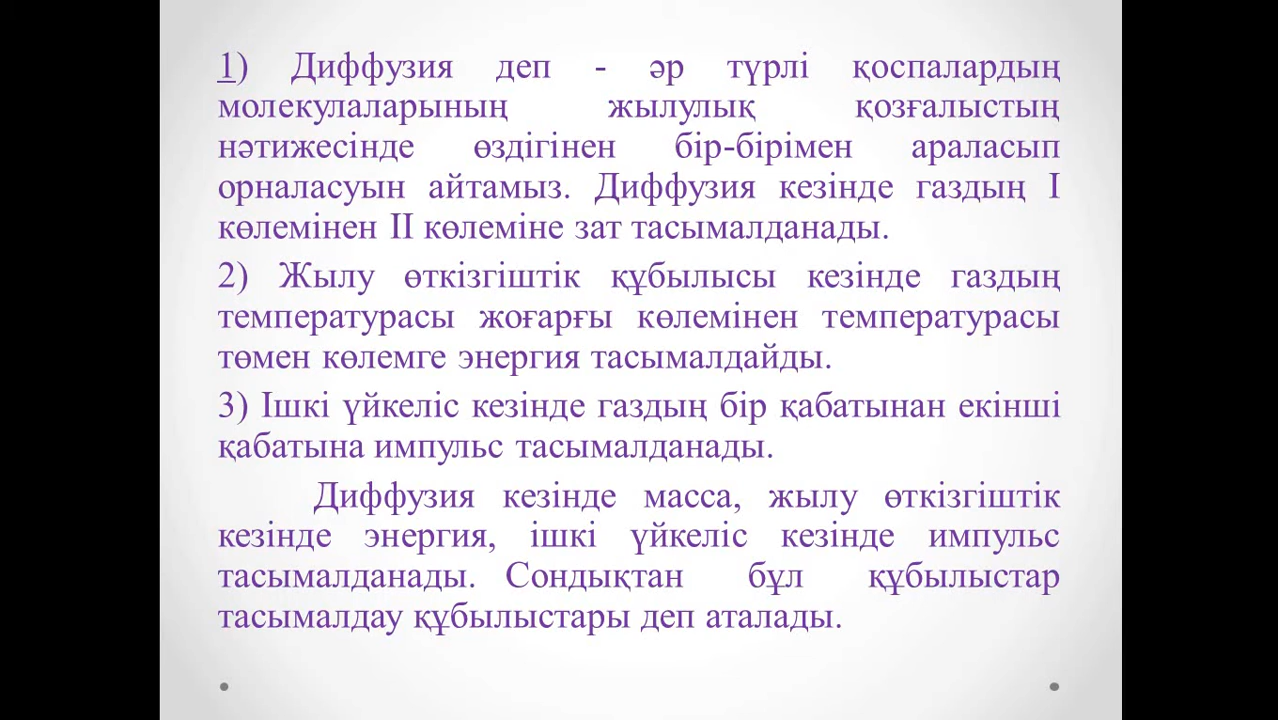 1) Диффузия деп - әр түрлі қоспалардың
молекулаларының жылулық қозғалыстың
нәтижесінде өздігінен бір-бірімен араласып
орналасуын айтамыз. Диффузия кезінде газдың I
көлемінен II көлеміне зат тасымалданады.
2) Жылу өткізгіштік құбылысы кезінде газдың
температурасы жоғарғы көлемінен температурасы
төмен көлемге энергия тасымалдайды.
3) Ішкі үйкеліс кезінде газдың бір қабатынан екінші
қабатына импульс тасымалданады.
Диффузия кезінде масса, жылу өткізгіштік
кезінде энергия, ішкі үйкеліс кезінде импульс
тасымалданады. Сондықтан бұл құбылыстар
тасымалдау құбылыстары деп аталады.